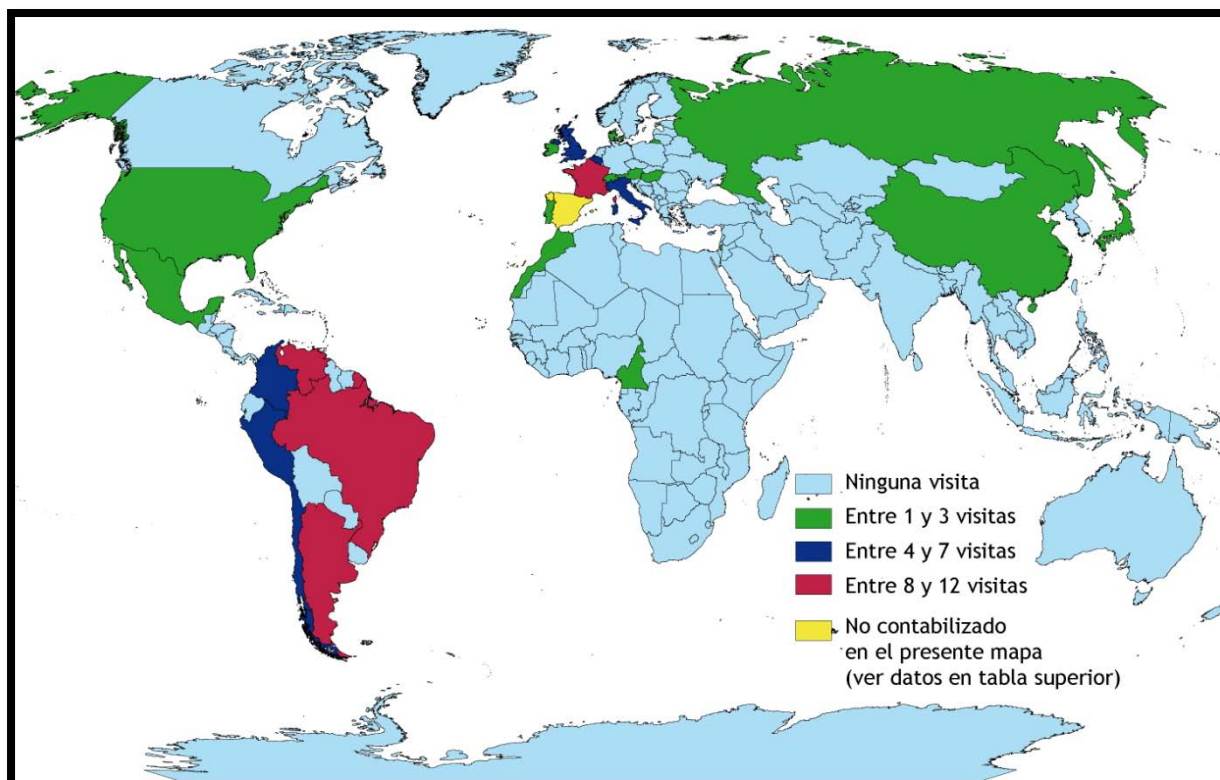 Ninguna visita
Entre 1 y 3 visitas
Entre 4 y 7 visitas
Entre 8 y 12 visitas
No contabilizado
en el presente mapa
(ver datos en tabla superior)